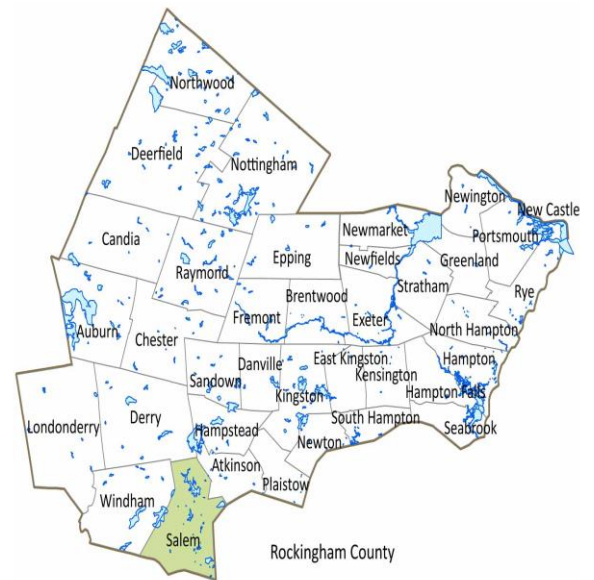 Northwood
Deerfield
Nottingham
Newington
New Castle
Candia
Newmarket
Portsmouth
Epping
Newfields
Greenland
Raymond
Stratham
Rye
Brentwood
Fremont
Exeter
Auburn
Chester
North Hampton
East Kingston
Hampton
Danville
Kensington
Sandown
Kingston
Hampton Falls
Derry
South Hampton
Londonderry
Hampstead
Seabrook
Newton
Atkinson
Plaistow
Windham
Salem
Rockingham County